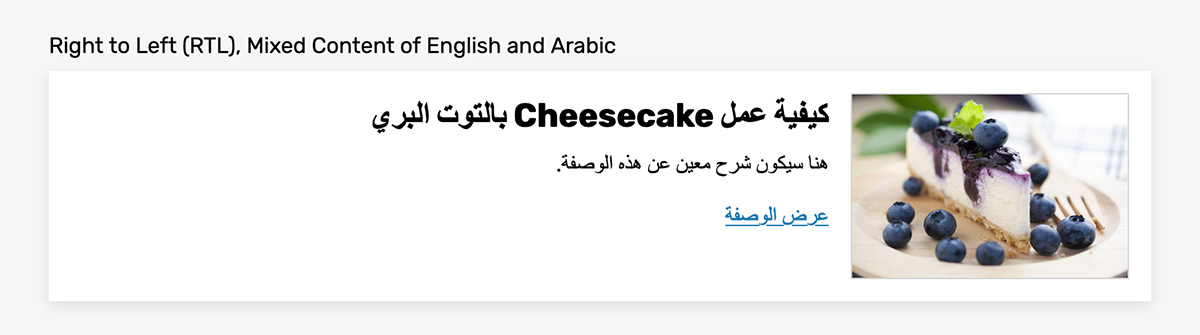 Right to Left (RTL), Mixed Content of English and Arabic
كيفية عمل Cheesecake بالتوت البري
هنا سيكون شرح معين عن هذه الوصفة.
عرض الوصفة